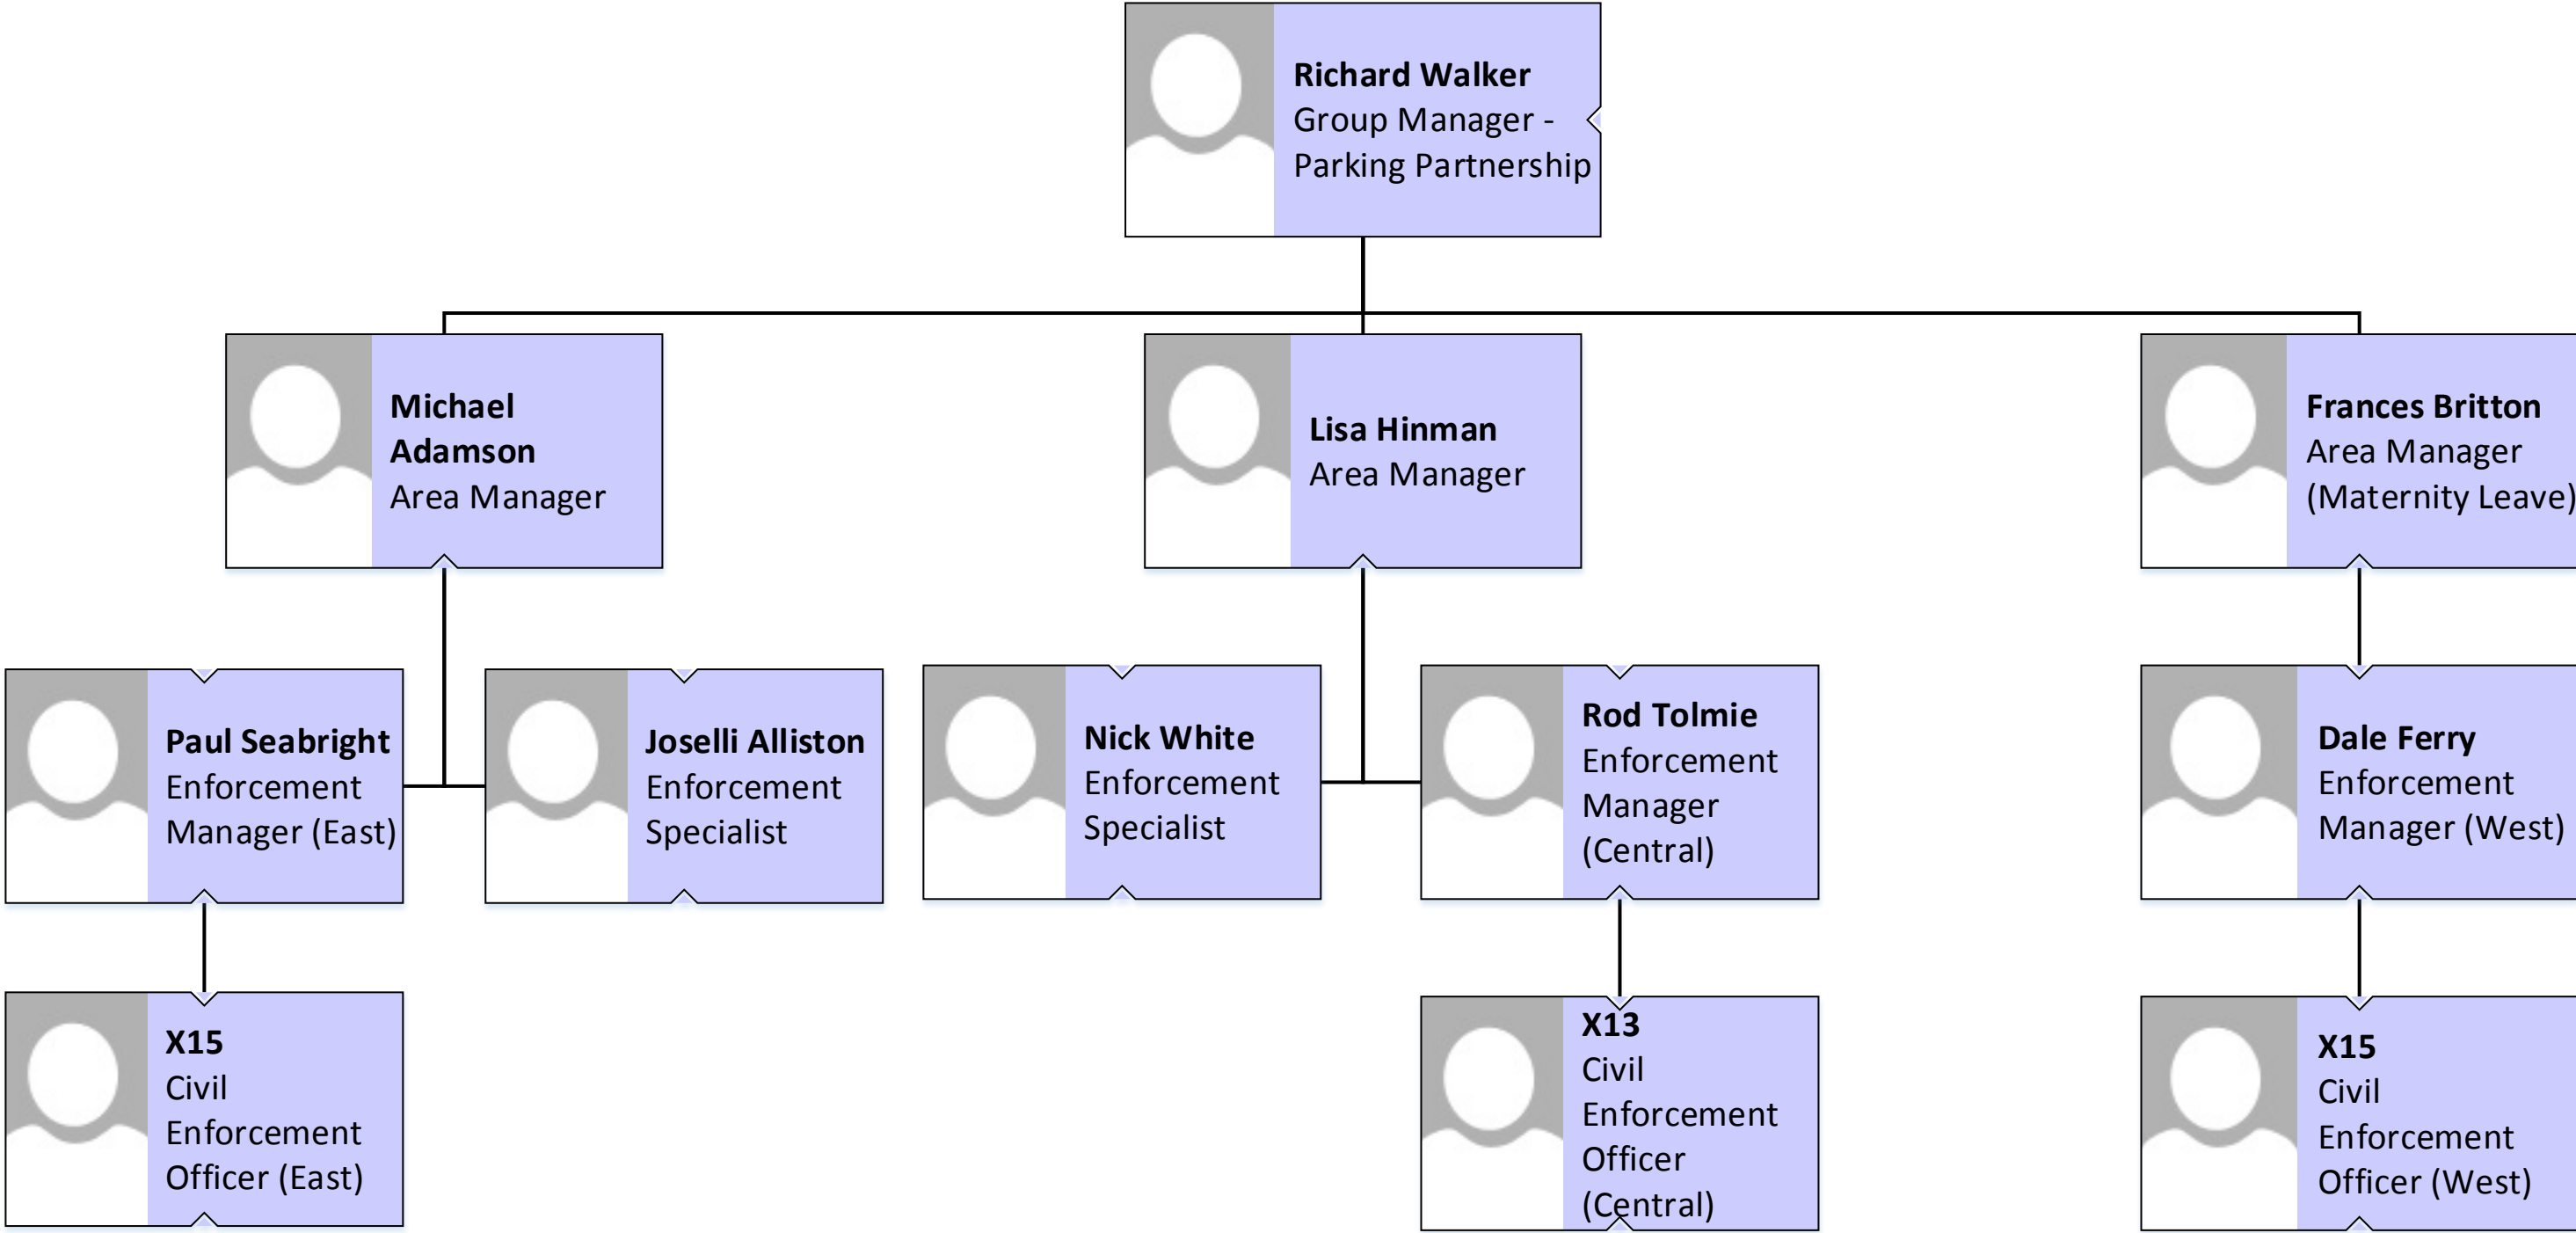 Richard Walker
Group Manager -
Parking Partnership
Michael
Adamson
Area Manager
Lisa Hinman
Area Manager
Frances Britton
Area Manager
(Maternity Leave)
Paul Seabright
Enforcement
Manager (East)
Joselli Alliston
Enforcement
Specialist
Nick White
Enforcement
Specialist
Rod Tolmie
Enforcement
Manager
(Central)
Dale Ferry
Enforcement
Manager (West)
X15
Civil
Enforcement
Officer (East)
X13
Civil
Enforcement
Officer
(Central)
X15
Civil
Enforcement
Officer (West)